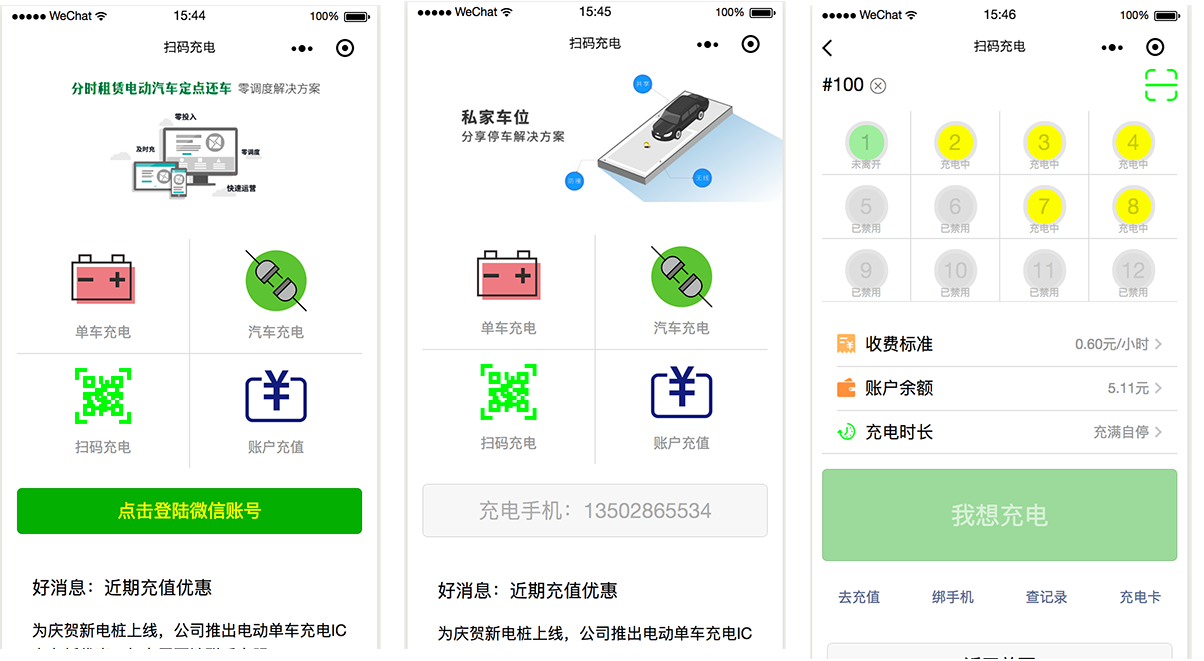 WeChat 15:44 100%
扫码充电
分时租赁电动汽车定点还车 零调度解决方案
零投入
及时充
零调度
快速运营
单车充电
汽车充电
扫码充电
账户充值
点击登陆微信账号
好消息：近期充值优惠
为庆贺新电桩上线，公司推出电动单车充电IC
WeChat 15:45 100%
扫码充电
共享
私家车位
分享停车解决方案
防撞
无线
单车充电
汽车充电
扫码充电
账户充值
充电手机：13502865534
好消息：近期充值优惠
为庆贺新电桩上线，公司推出电动单车充电IC
WeChat 15:46 100%
扫码充电
#100
1 2 3 4
未离开 充电中 充电中 充电中
5 6 7 8
已禁用 已禁用 充电中 充电中
9 10 11 12
已禁用 已禁用 已禁用 已禁用
收费标准 0.60元/小时
账户余额 5.11元
充电时长 充满自停
我想充电
去充值 绑手机 查记录 充电卡